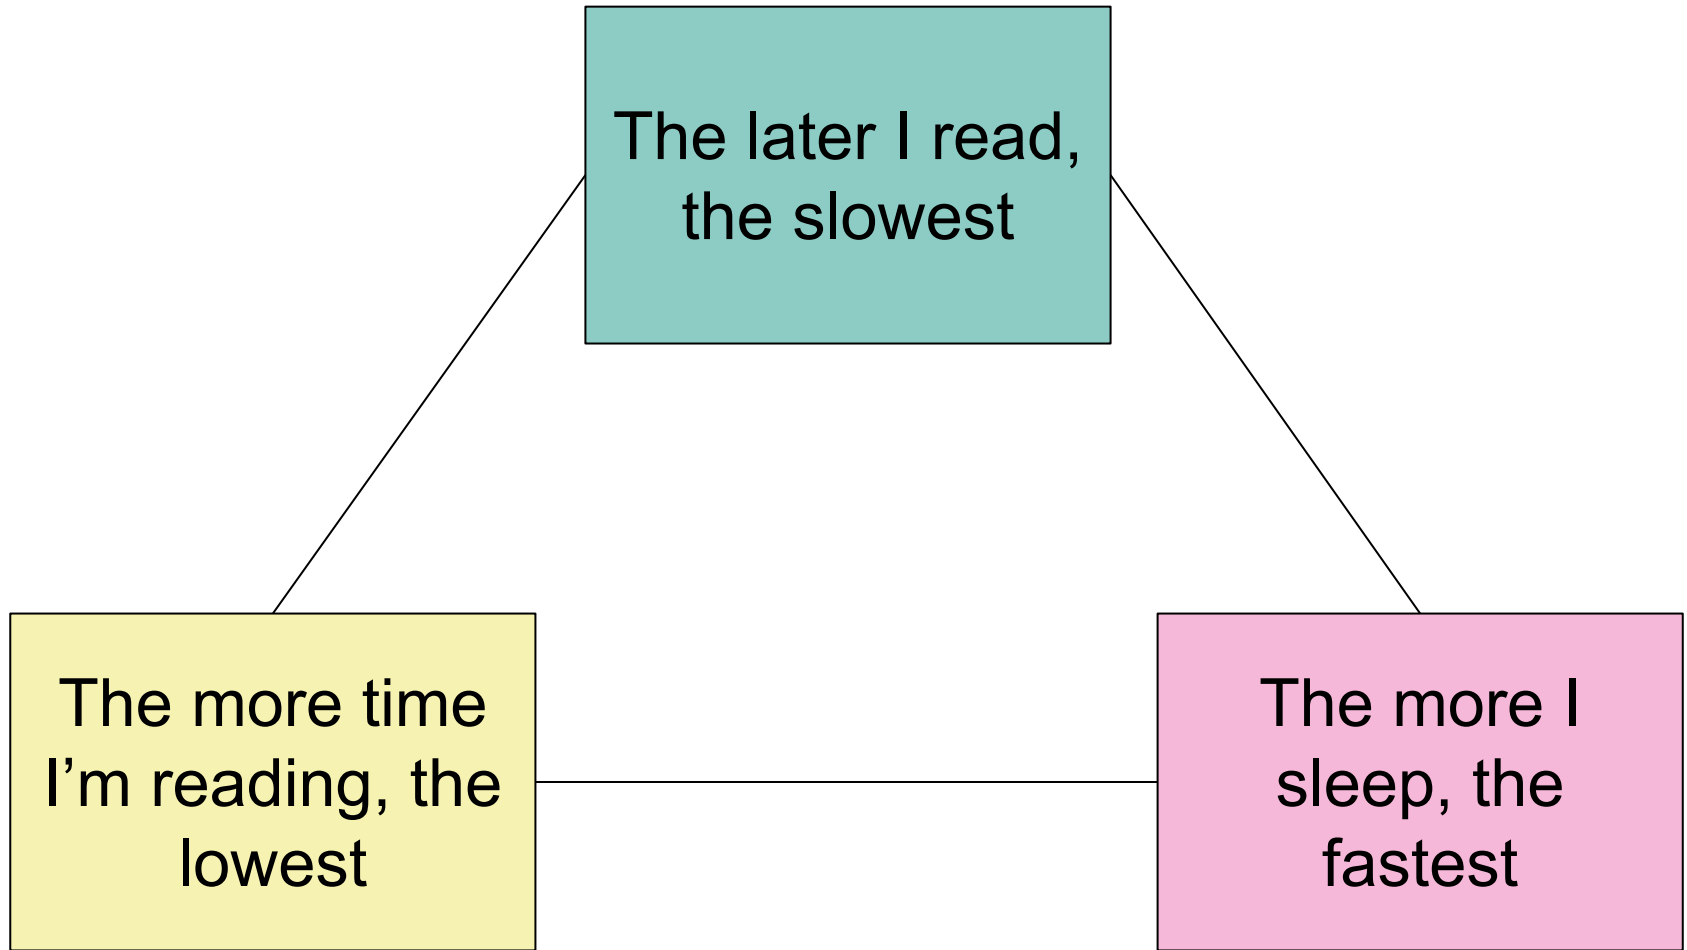 The later I read,
the slowest
The more time
I’m reading, the
lowest
The more I
sleep, the
fastest